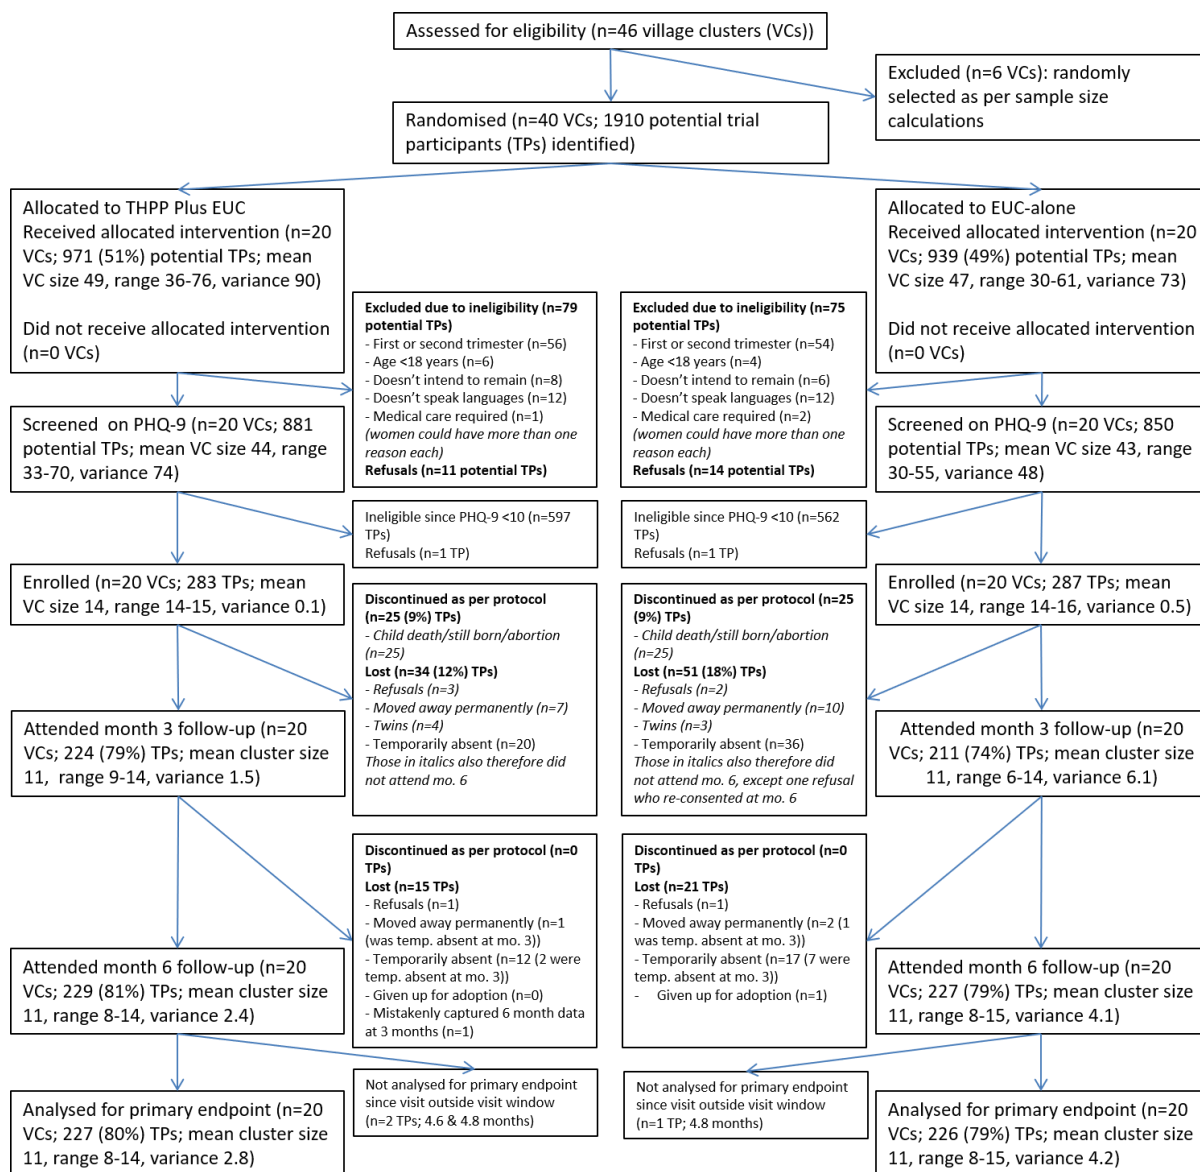 Assessed for eligibility (n=46 village clusters (VCs))
Excluded (n=6 VCs): randomly
selected as per sample size
calculations
Randomised (n=40 VCs; 1910 potential trial
participants (TPs) identified)
Allocated to THPP Plus EUC
Received allocated intervention (n=20
VCs; 971 (51%) potential TPs; mean
VC size 49, range 36-76, variance 90)
Did not receive allocated intervention
(n=0 VCs)
Allocated to EUC-alone
Received allocated intervention (n=20
VCs; 939 (49%) potential TPs; mean
VC size 47, range 30-61, variance 73)
Did not receive allocated intervention
(n=0 VCs)
Excluded due to ineligibility (n=79
potential TPs)
- First or second trimester (n=56)
- Age <18 years (n=6)
- Doesn't intend to remain (n=8)
- Doesn't speak languages (n=12)
- Medical care required (n=1)
(women could have more than one
reason each)
Refusals (n=11 potential TPs)
Excluded due to ineligibility (n=75
potential TPs)
- First or second trimester (n=54)
- Age <18 years (n=4)
- Doesn't intend to remain (n=6)
- Doesn't speak languages (n=12)
- Medical care required (n=2)
(women could have more than one
reason each)
Refusals (n=14 potential TPs)
Screened on PHQ-9 (n=20 VCs; 881
potential TPs; mean VC size 44, range
33-70, variance 74)
Screened on PHQ-9 (n=20 VCs; 850
potential TPs; mean VC size 43, range
30-55, variance 48)
Ineligible since PHQ-9 <10 (n=597
TPs)
Refusals (n=1 TP)
Ineligible since PHQ-9 <10 (n=562
TPs)
Refusals (n=1 TP)
Enrolled (n=20 VCs; 283 TPs; mean
VC size 14, range 14-15, variance 0.1)
Enrolled (n=20 VCs; 287 TPs; mean
VC size 14, range 14-16, variance 0.5)
Discontinued as per protocol
(n=25 (9%) TPs)
- Child death/still born/abortion
(n=25)
Lost (n=34 (12%) TPs)
- Refusals (n=3)
- Moved away permanently (n=7)
- Twins (n=4)
- Temporarily absent (n=20)
Those in italics also therefore did
not attend mo. 6
Discontinued as per protocol (n=25
(9%) TPs)
- Child death/still born/abortion
(n=25)
Lost (n=51 (18%) TPs)
- Refusals (n=2)
- Moved away permanently (n=10)
- Twins (n=3)
- Temporarily absent (n=36)
Those in italics also therefore did
not attend mo. 6, except one refusal
who re-consented at mo. 6
Attended month 3 follow-up (n=20
VCs; 224 (79%) TPs; mean cluster size
11, range 9-14, variance 1.5)
Attended month 3 follow-up (n=20
VCs; 211 (74%) TPs; mean cluster size
11, range 6-14, variance 6.1)
Discontinued as per protocol (n=0
TPs)
Lost (n=15 TPs)
- Refusals (n=1)
- Moved away permanently (n=1
(was temp. absent at mo. 3))
- Temporarily absent (n=12 (2 were
temp. absent at mo. 3))
- Given up for adoption (n=0)
- Mistakenly captured 6 month data
at 3 months (n=1)
Discontinued as per protocol (n=0
TPs)
Lost (n=21 TPs)
- Refusals (n=1)
- Moved away permanently (n=2 (1
was temp. absent at mo. 3))
- Temporarily absent (n=17 (7 were
temp. absent at mo. 3))
- Given up for adoption (n=1)
Attended month 6 follow-up (n=20
VCs; 229 (81%) TPs; mean cluster size
11, range 8-14, variance 2.4)
Attended month 6 follow-up (n=20
VCs; 227 (79%) TPs; mean cluster size
11, range 8-15, variance 4.1)
Not analysed for primary endpoint
since visit outside visit window
(n=2 TPs; 4.6 & 4.8 months)
Not analysed for primary endpoint
since visit outside visit window
(n=1 TP; 4.8 months)
Analysed for primary endpoint (n=20
VCs; 227 (80%) TPs; mean cluster size
11, range 8-14, variance 2.8)
Analysed for primary endpoint (n=20
VCs; 226 (79%) TPs; mean cluster size
11, range 8-15, variance 4.2)